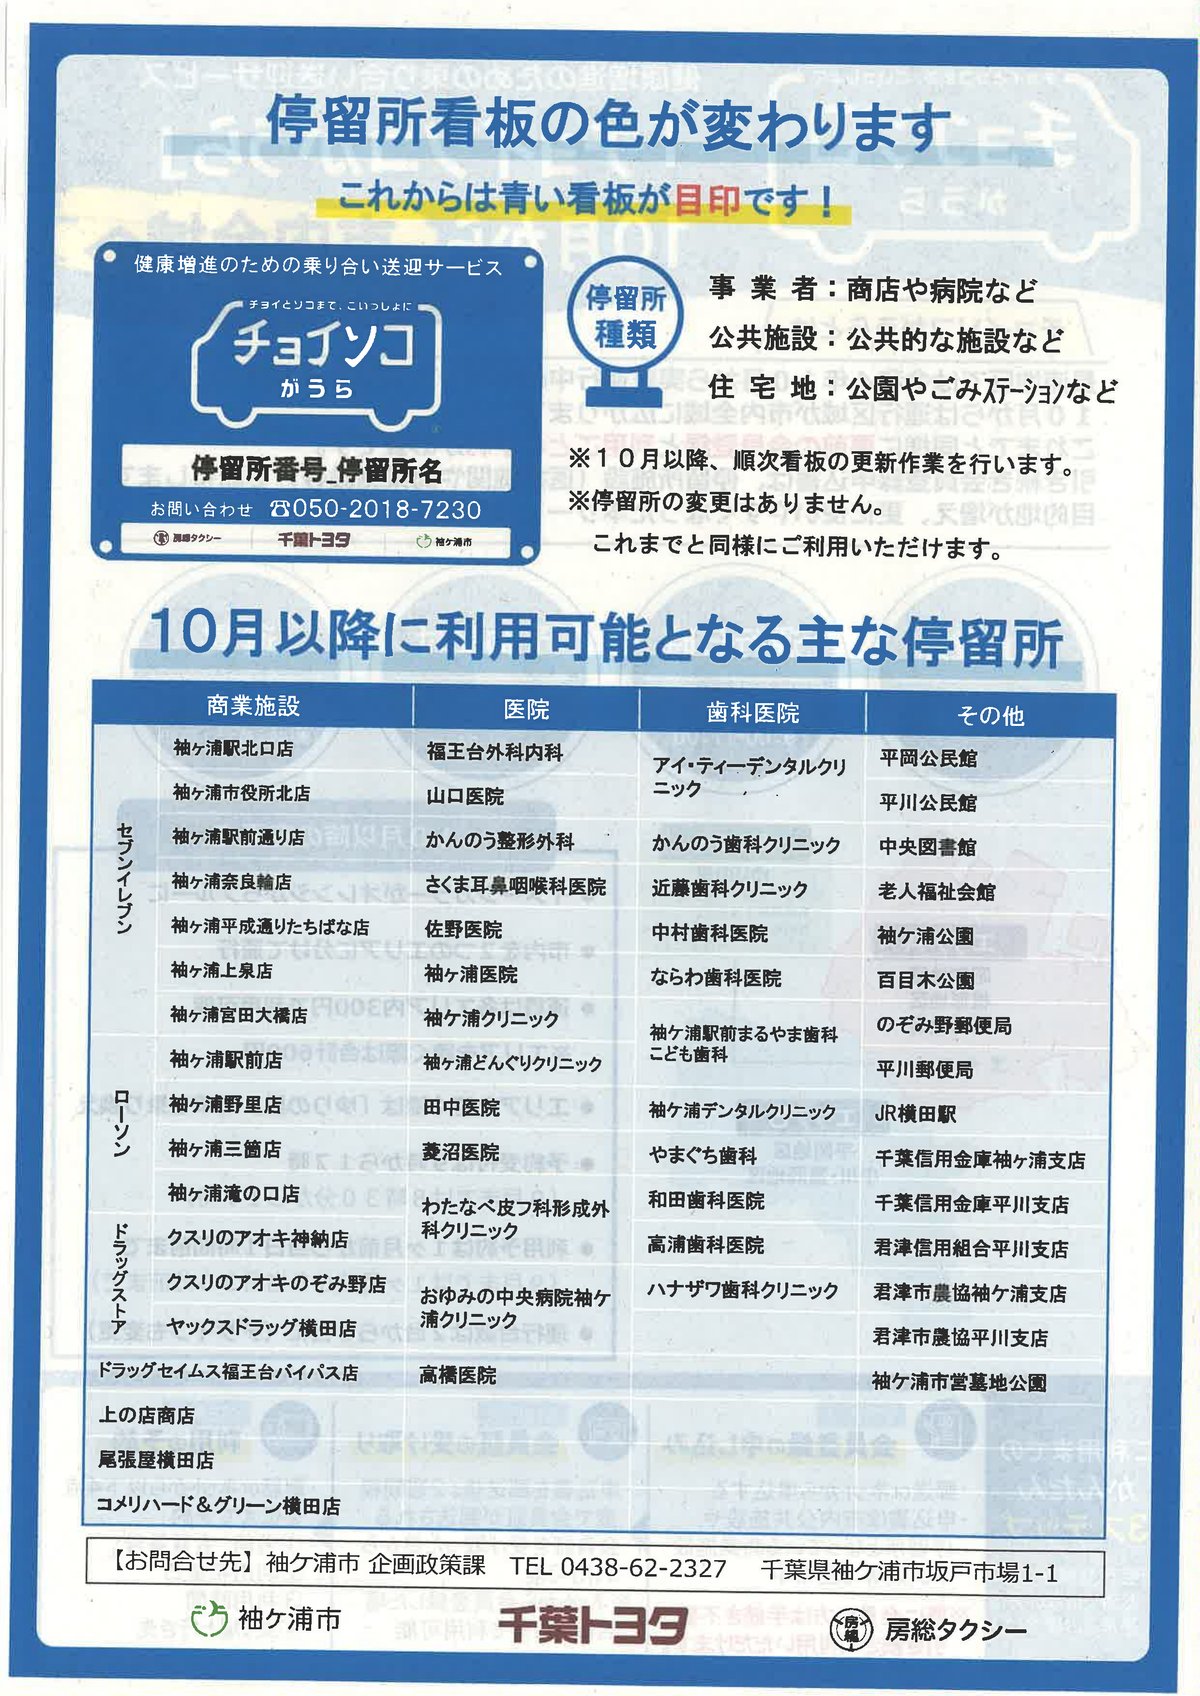 停留所看板の色が変わります
これからは青い看板が目印です！
健康増進のための乗り合い送迎サービス
チョイとソコまで、こいっしょに
チョイソコ
がうら
停留所番号_停留所名
お問い合わせ ☎050-2018-7230
房総タクシー 千葉トヨタ 袖ケ浦市
停留所
種類
事業者：商店や病院など
公共施設：公共的な施設など
住宅地：公園やごみステーションなど
※１０月以降、順次看板の更新作業を行います。
※停留所の変更はありません。
これまでと同様にご利用いただけます。
10月以降に利用可能となる主な停留所
商業施設
セブンイレブン
袖ヶ浦駅北口店
袖ヶ浦市役所北店
袖ヶ浦駅前通り店
袖ヶ浦奈良輪店
袖ヶ浦平成通りたちばな店
袖ヶ浦上泉店
袖ヶ浦宮田大橋店
ローソン
袖ヶ浦駅前店
袖ヶ浦野里店
袖ヶ浦三箇店
袖ヶ浦滝の口店
ドラッグストア
クスリのアオキ神納店
クスリのアオキのぞみ野店
ヤックスドラッグ横田店
ドラッグセイムス福王台バイパス店
上の店商店
尾張屋横田店
コメリハード＆グリーン横田店
医院
福王台外科内科
山口医院
かんのう整形外科
さくま耳鼻咽喉科医院
佐野医院
袖ヶ浦医院
袖ケ浦クリニック
袖ヶ浦どんぐりクリニック
田中医院
菱沼医院
わたなべ皮フ科形成外
科クリニック
おゆみの中央病院袖ケ
浦クリニック
高橋医院
歯科医院
アイ・ティーデンタルクリ
ニック
かんのう歯科クリニック
近藤歯科クリニック
中村歯科医院
ならわ歯科医院
袖ケ浦駅前まるやま歯科
こども歯科
袖ケ浦デンタルクリニック
やまぐち歯科
和田歯科医院
高浦歯科医院
ハナザワ歯科クリニック
その他
平岡公民館
平川公民館
中央図書館
老人福祉会館
袖ケ浦公園
百目木公園
のぞみ野郵便局
平川郵便局
JR横田駅
千葉信用金庫袖ヶ浦支店
千葉信用金庫平川支店
君津信用組合平川支店
君津市農協袖ケ浦支店
君津市農協平川支店
袖ケ浦市営墓地公園
【お問合せ先】袖ケ浦市 企画政策課 TEL 0438-62-2327 千葉県袖ケ浦市坂戸市場1-1
袖ケ浦市 千葉トヨタ 房総 房総タクシー